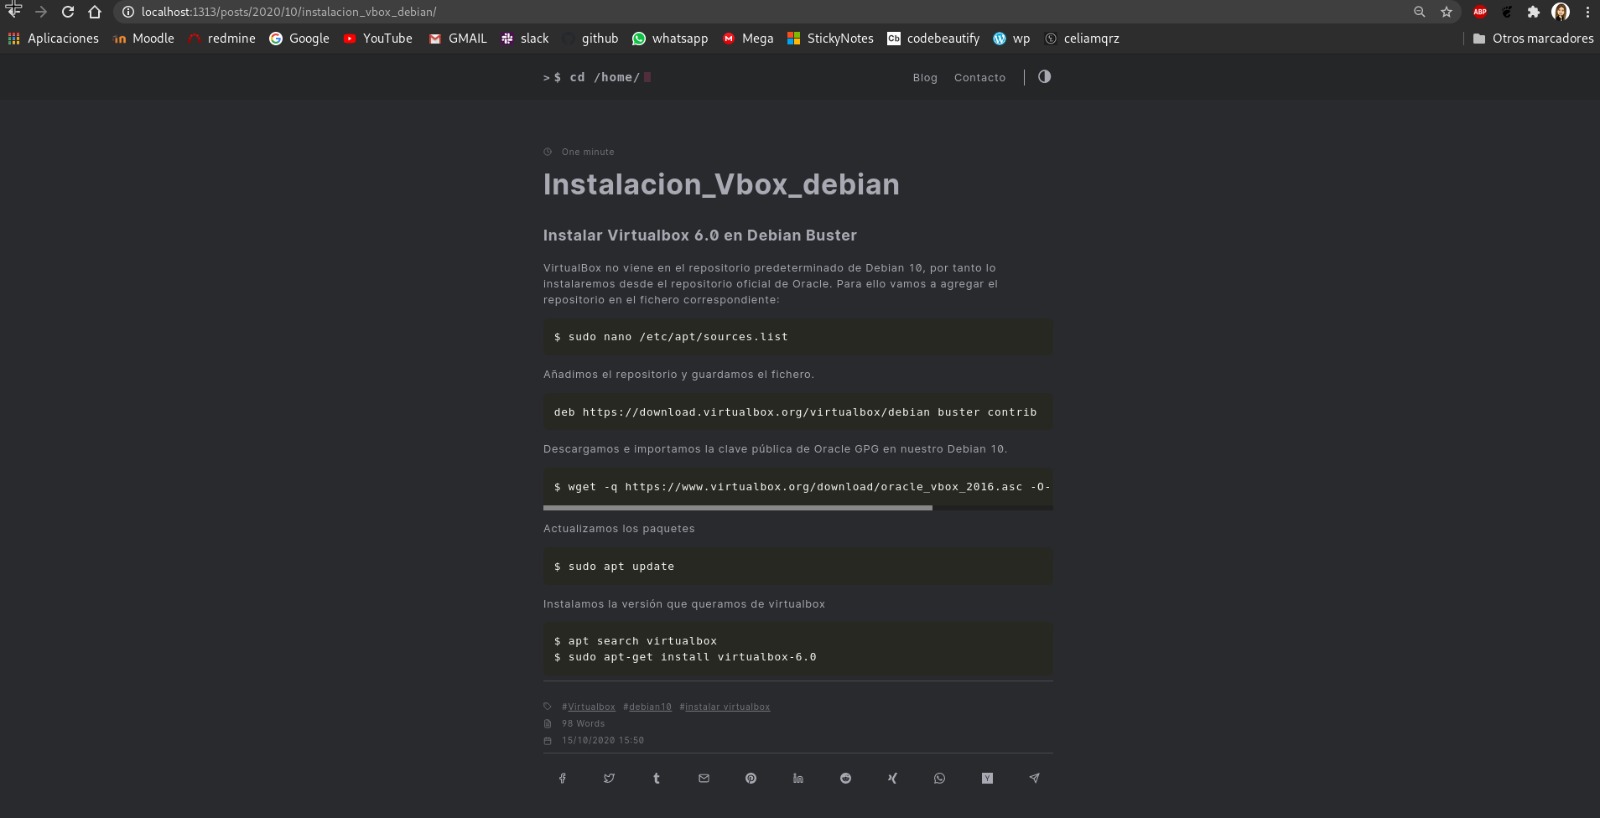 localhost:1313/posts/2020/10/instalacion_vbox_debian/
ABP
Aplicaciones Moodle redmine Google YouTube GMAIL slack github whatsapp Mega StickyNotes codebeautify wp celiamqrz Otros marcadores
>$ cd /home/ Blog Contacto
One minute
Instalacion_Vbox_debian
Instalar Virtualbox 6.0 en Debian Buster
VirtualBox no viene en el repositorio predeterminado de Debian 10, por tanto lo
instalaremos desde el repositorio oficial de Oracle. Para ello vamos a agregar el
repositorio en el fichero correspondiente:
$ sudo nano /etc/apt/sources.list
Añadimos el repositorio y guardamos el fichero.
deb https://download.virtualbox.org/virtualbox/debian buster contrib
Descargamos e importamos la clave pública de Oracle GPG en nuestro Debian 10.
$ wget -q https://www.virtualbox.org/download/oracle_vbox_2016.asc -O-
Actualizamos los paquetes
$ sudo apt update
Instalamos la versión que queramos de virtualbox
$ apt search virtualbox
$ sudo apt-get install virtualbox-6.0
#Virtualbox #debian10 #instalar virtualbox
98 Words
15/10/2020 15:50